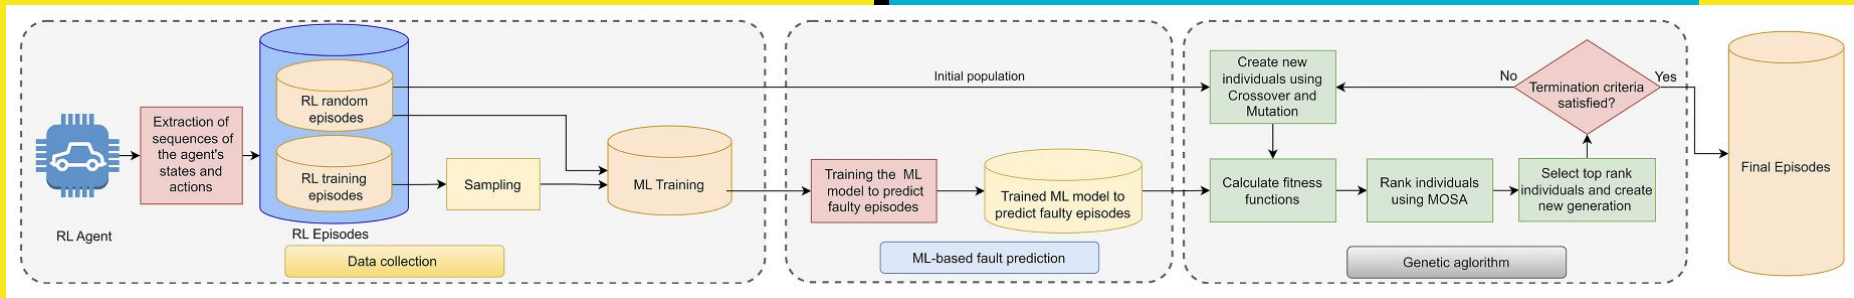 RL Agent
Extraction of
sequences of
the agent's
states and
actions
RL random
episodes
RL training
episodes
RL Episodes
Sampling
ML Training
Data collection
Initial population
Training the ML
model to predict
faulty episodes
Trained ML model to
predict faulty episodes
ML-based fault prediction
Create new
individuals using
Crossover and
Mutation
Calculate fitness
functions
Rank individuals
using MOSA
Select top rank
individuals and create
new generation
No
Termination criteria
satisfied?
Yes
Genetic aglorithm
Final Episodes